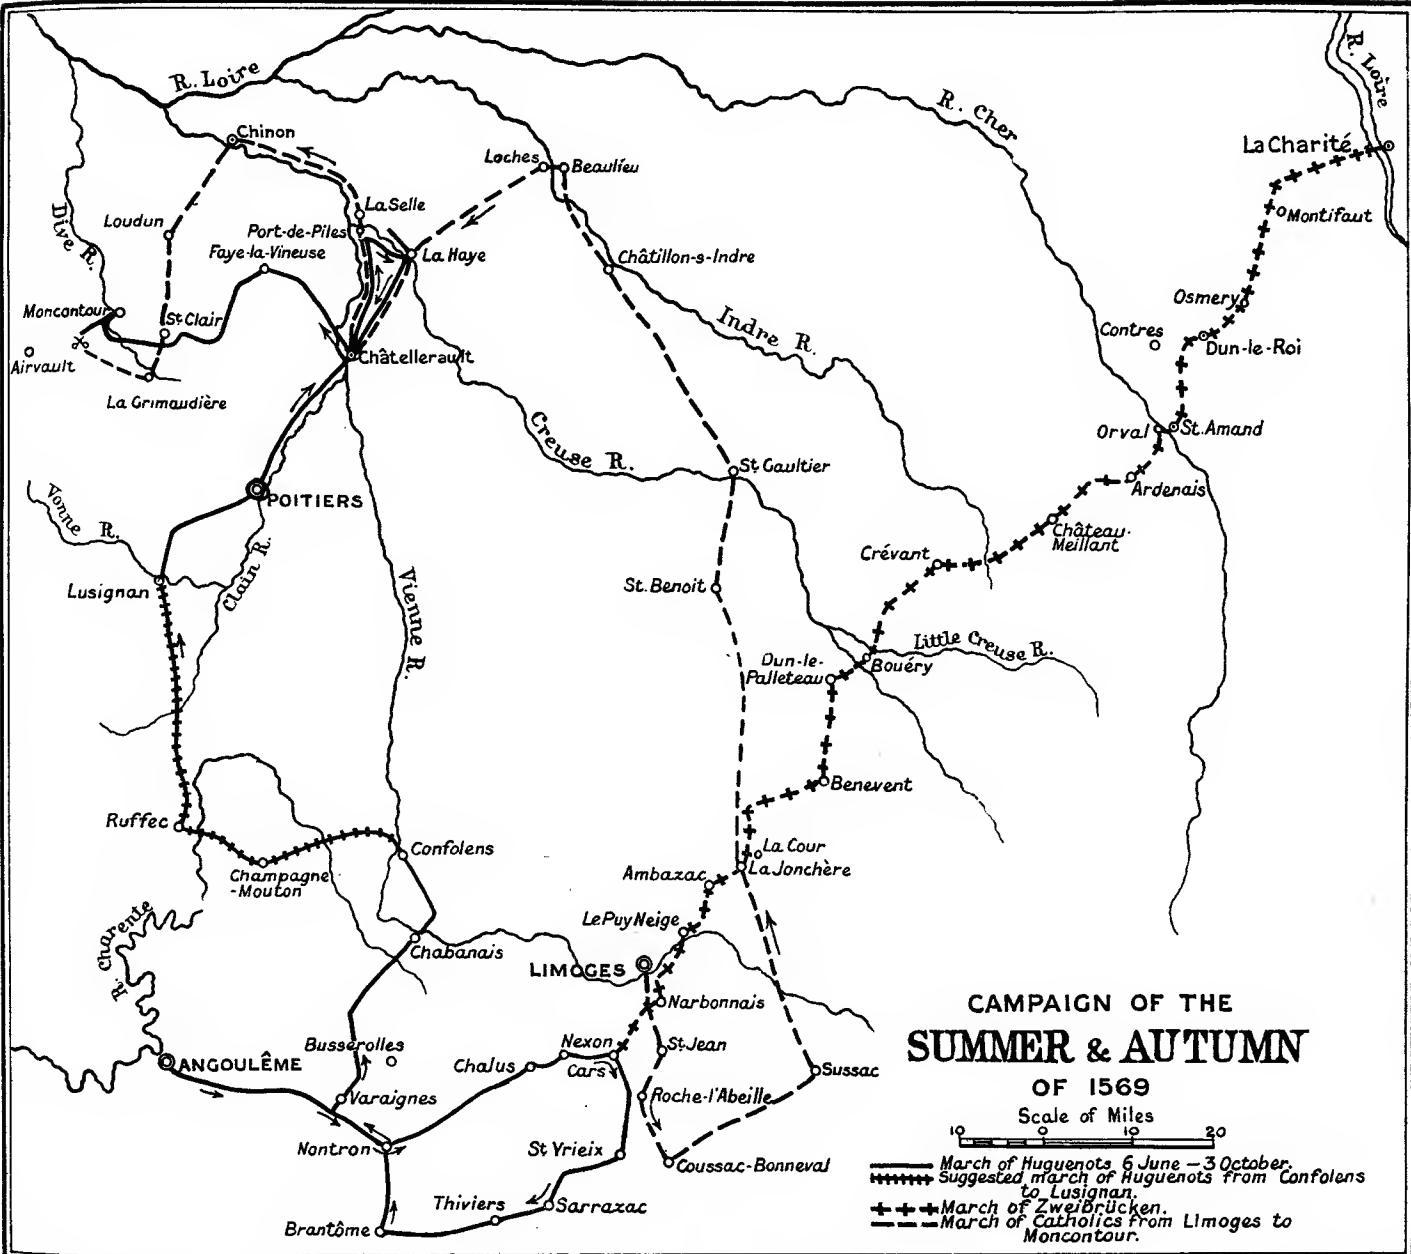 R. Loire
R. Loire
R. Cher
Chinon
La Charité
Loches
Beaulieu
La Selle
Montifaut
Dive R.
Loudun
Port-de-Piles
Faye-la-Vineuse
La Haye
Châtillon-s-Indre
Osmery
Moncontour
St Clair
Indre R.
Contres
Dun-le-Roi
Airvault
Châtellerault
La Grimaudière
Creuse R.
Orval
St. Amand
St. Gaultier
POITIERS
Ardenais
Vonne R.
Château-
Meillant
Crévant
Lusignan
Clain R.
Vienne R.
St. Benoit
Little Creuse R.
Dun-le-
Palleteau
Bouéry
Benevent
Ruffec
Confolens
La Cour
La Jonchère
Champagne
-Mouton
Ambazac
Le Puy Neige
R. Charente
Chabanais
LIMOGES
Narbonnais
CAMPAIGN OF THE
SUMMER & AUTUMN
OF 1569
Busserolles
Nexon
St. Jean
ANGOULÊME
Chalus
Cars
Sussac
Varaignes
Roche-l'Abeille
Scale of Miles
10 0 10 20
Nontron
St Yrieix
Coussac-Bonneval
March of Huguenots 6 June – 3 October.
Suggested march of Huguenots from Confolens
to Lusignan.
Thiviers
Sarrazac
March of Zweibrücken.
Brantôme
March of Catholics from Limoges to
Moncontour.